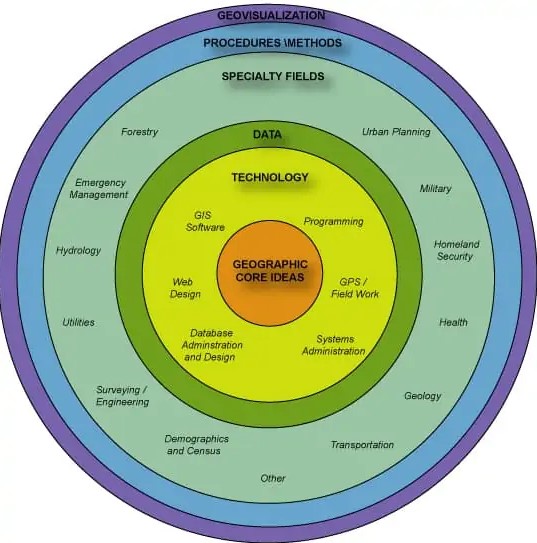 GEOVISUALIZATION
PROCEDURES \METHODS
SPECIALTY FIELDS
Forestry
Urban Planning
DATA
TECHNOLOGY
Emergency
Management
Military
GIS
Software
Programming
Hydrology
Homeland
Security
GEOGRAPHIC
CORE IDEAS
Web
Design
GPS /
Field Work
Utilities
Health
Database
Adminstration
and Design
Systems
Administration
Surveying /
Engineering
Geology
Demographics
and Census
Transportation
Other